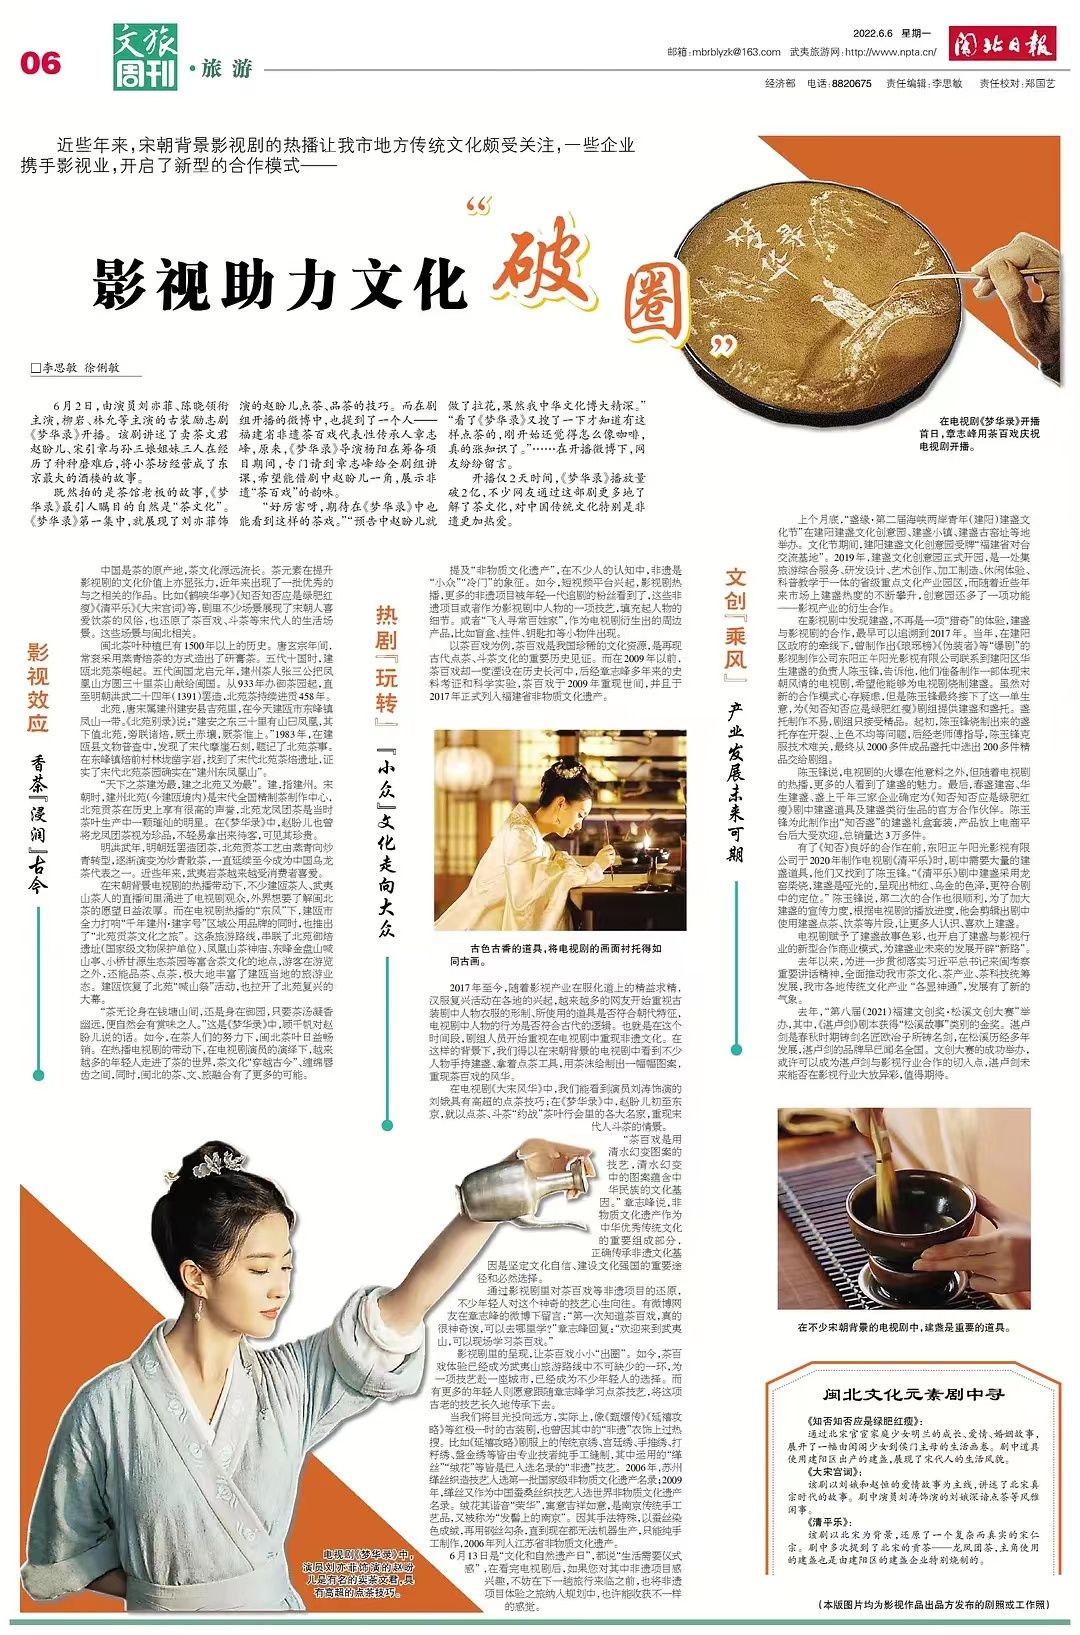 06
文旅周刊
·旅游
2022.6.6 星期一
邮箱:mbrblyzk@163.com 武夷旅游网:http://www.npta.cn/
闽北日报
经济部 电话:8820675 责任编辑:李思敏 责任校对:郑国艺
近些年来,宋朝背景影视剧的热播让我市地方传统文化颇受关注,一些企业
携手影视业,开启了新型的合作模式——
影视助力文化“破圈”
□李思敏 徐俐敏
6月2日,由演员刘亦菲、陈晓领衔
主演,柳岩、林允等主演的古装励志剧
《梦华录》开播。该剧讲述了卖茶文君
赵盼儿、宋引章与孙三娘姐妹三人在经
历了种种磨难后,将小茶坊经营成了东
京最大的酒楼的故事。
既然拍的是茶馆老板的故事,《梦
华录》最引人瞩目的自然是“茶文化”。
《梦华录》第一集中,就展现了刘亦菲饰
演的赵盼儿点茶、品茶的技巧。而在剧
组开播的微博中,也提到了一个人——
福建省非遗茶百戏代表性传承人章志
峰,原来,《梦华录》导演杨阳在筹备项
目期间,专门请到章志峰给全剧组讲
课,希望能借剧中赵盼儿一角,展示非
遗“茶百戏”的韵味。
“好厉害呀,期待在《梦华录》中也
能看到这样的茶戏。”“预告中赵盼儿就
做了拉花,果然我中华文化博大精深。”
“看了《梦华录》又搜了一下才知道有这
样点茶的,刚开始还觉得怎么像咖啡,
真的涨知识了。”……在开播微博下,网
友纷纷留言。
开播仅2天时间,《梦华录》播放量
破2亿,不少网友通过这部剧更多地了
解了茶文化,对中国传统文化特别是非
遗更加热爱。
在电视剧《梦华录》开播
首日,章志峰用茶百戏庆祝
电视剧开播。
影视效应
香茶『浸润』古今
中国是茶的原产地,茶文化源远流长。茶元素在提升
影视剧的文化价值上亦显张力,近年来出现了一批优秀的
与之相关的作品。比如《鹤唳华亭》《知否知否应是绿肥红
瘦》《清平乐》《大宋宫词》等,剧里不少场景展现了宋朝人喜
爱饮茶的风俗,也还原了茶百戏、斗茶等宋代人的生活场
景。这些场景与闽北相关。
闽北茶叶种植已有1500年以上的历史。唐玄宗年间,
常衮采用蒸青焙茶的方式造出了研膏茶。五代十国时,建
瓯北苑茶崛起。五代闽国龙启元年,建州茶人张三公把凤
凰山方圆三十里茶山献给闽国。从933年办御茶园起,直
至明朝洪武二十四年(1391)罢造,北苑茶持续进贡458年。
北苑,唐宋属建州建安县吉苑里,在今天建瓯市东峰镇
凤山一带。《北苑别录》说:“建安之东三十里有山曰凤凰,其
下值北苑,旁联诸焙,厥土赤壤,厥茶惟上。”1983年,在建
瓯县文物普查中,发现了宋代摩崖石刻,题记了北苑茶事。
在东峰镇焙前村林垅凿字岩,找到了宋代北苑茶焙遗址,证
实了宋代北苑茶园确实在“建州东凤凰山”。
“天下之茶建为最,建之北苑又为最”。建,指建州。宋
朝时,建州北苑(今建瓯境内)是宋代全国精制茶制作中心,
北苑贡茶在历史上享有很高的声誉,北苑龙凤团茶是当时
茶叶生产中一颗璀灿的明星。在《梦华录》中,赵盼儿也曾
将龙凤团茶视为珍品,不轻易拿出来待客,可见其珍贵。
明洪武年,明朝廷罢造团茶,北苑贡茶工艺由蒸青向炒
青转型,逐渐演变为炒青散茶,一直延续至今成为中国乌龙
茶代表之一。近些年来,武夷岩茶越来越受消费者喜爱。
在宋朝背景电视剧的热播带动下,不少建瓯茶人、武夷
山茶人的直播间里涌进了电视剧观众,外界想要了解闽北
茶的愿望日益浓厚。而在电视剧热播的“东风”下,建瓯市
全力打响“千年建州·建字号”区域公用品牌的同时,也推出
了“北苑贡茶文化之旅”。这条旅游路线,串联了北苑御焙
遗址(国家级文物保护单位)、凤凰山茶神庙、东峰金盘山喊
山亭、小桥甘源生态茶园等富含茶文化的地点,游客在游览
之外,还能品茶、点茶,极大地丰富了建瓯当地的旅游业
态。建瓯恢复了北苑“喊山祭”活动,也拉开了北苑复兴的
大幕。
“茶无论身在钱塘山间,还是身在御园,只要茶汤凝香
幽远,便自然会有赏味之人。”这是《梦华录》中,顾千帆对赵
盼儿说的话。如今,在茶人们的努力下,闽北茶叶日益畅
销。在热播电视剧的带动下,在电视剧演员的演绎下,越来
越多的年轻人走进了茶的世界,茶文化“穿越古今”、缠绵唇
齿之间,同时,闽北的茶、文、旅融合有了更多的可能。
电视剧《梦华录》中,
演员刘亦菲饰演的赵盼
儿是有名的卖茶文君,具
有高超的点茶技巧。
热剧『玩转』
『小众』文化走向大众
提及“非物质文化遗产”,在不少人的认知中,非遗是
“小众”“冷门”的象征。如今,短视频平台兴起,影视剧热
播,更多的非遗项目被年轻一代追剧的粉丝看到了,这些非
遗项目或者作为影视剧中人物的一项技艺,填充起人物的
细节。或者“飞入寻常百姓家”,作为电视剧衍生出的周边
产品,比如盲盒、挂件、钥匙扣等小物件出现。
以茶百戏为例,茶百戏是我国珍稀的文化资源,是再现
古代点茶、斗茶文化的重要历史见证。而在2009年以前,
茶百戏却一度湮没在历史长河中,后经章志峰多年来的史
料考证和科学实验,茶百戏于2009年重现世间,并且于
2017年正式列入福建省非物质文化遗产。
古色古香的道具,将电视剧的画面衬托得如
同古画。
2017年至今,随着影视产业在服化道上的精益求精,
汉服复兴活动在各地的兴起,越来越多的网友开始重视古
装剧中人物衣服的形制、所使用的道具是否符合朝代特征,
电视剧中人物的行为是否符合古代的逻辑。也就是在这个
时间段,剧组人员开始重视在电视剧中重现非遗文化。在
这样的背景下,我们得以在宋朝背景的电视剧中看到不少
人物手持建盏、拿着点茶工具,用茶沫绘制出一幅幅图案,
重现茶百戏的风华。
在电视剧《大宋风华》中,我们能看到演员刘涛饰演的
刘娥具有高超的点茶技巧;在《梦华录》中,赵盼儿初至东
京,就以点茶、斗茶“约战”茶叶行会里的各大名家,重现宋
代人斗茶的情景。
“茶百戏是用
清水幻变图案的
技艺,清水幻变
中的图案蕴含中
华民族的文化基
因。”章志峰说,非
物质文化遗产作为
中华优秀传统文化
的重要组成部分,
正确传承非遗文化基
因是坚定文化自信、建设文化强国的重要途
径和必然选择。
通过影视剧里对茶百戏等非遗项目的还原,
不少年轻人对这个神奇的技艺心生向往。有微博网
友在章志峰的微博下留言:“第一次知道茶百戏,真的
很神奇诶,可以去哪里学?”章志峰回复:“欢迎来到武夷
山,可以现场学习茶百戏。”
影视剧里的呈现,让茶百戏小小“出圈”。如今,茶百
戏体验已经成为武夷山旅游路线中不可缺少的一环,为
一项技艺赴一座城市,已经成为不少年轻人的选择。而
有更多的年轻人则愿意跟随章志峰学习点茶技艺,将这项
古老的技艺长久地传承下去。
当我们将目光投向远方,实际上,像《甄嬛传》《延禧攻
略》等红极一时的古装剧,也曾因其中的“非遗”衣饰上过热
搜。比如《延禧攻略》剧服上的传统京绣、宫廷绣、手推绣、打
籽绣、盘金绣等皆由专业技者纯手工缝制,其中运用的“缂
丝”“绒花”等皆是已入选名录的“非遗”技艺。2006年,苏州
缂丝织造技艺入选第一批国家级非物质文化遗产名录;2009
年,缂丝又作为中国蚕桑丝织技艺入选世界非物质文化遗产
名录。绒花其谐音“荣华”,寓意吉祥如意,是南京传统手工
艺品,又被称为“发髻上的南京”。因其手法特殊,以蚕丝染
色成绒,再用铜丝勾条,直到现在都无法机器生产,只能纯手
工制作,2006年列入江苏省非物质文化遗产。
6月13日是“文化和自然遗产日”,都说“生活需要仪式
感”,在看完电视剧后,如果您对其中非遗项目感
兴趣,不妨在下一趟旅行来临之前,也将非遗
项目体验之旅纳入规划中,也许能收获不一样
的感觉。
文创『乘风』
产业发展未来可期
上个月底,“盏缘·第二届海峡两岸青年(建阳)建盏文
化节”在建阳建盏文化创意园、建盏小镇、建盏古窑址等地
举办。文化节期间,建阳建盏文化创意园受牌“福建省对台
交流基地”。2019年,建盏文化创意园正式开园,是一处集
旅游综合服务、研发设计、艺术创作、加工制造、休闲体验、
科普教学于一体的省级重点文化产业园区,而随着近些年
来市场上建盏热度的不断攀升,创意园还多了一项功能
——影视产业的衍生合作。
在影视剧中发现建盏,不再是一项“猎奇”的体验,建盏
与影视剧的合作,最早可以追溯到2017年。当年,在建阳
区政府的牵线下,曾制作出《琅琊榜》《伪装者》等“爆剧”的
影视制作公司东阳正午阳光影视有限公司联系到建阳区华
生建盏的负责人陈玉锋,告诉他,他们准备制作一部体现宋
朝风情的电视剧,希望他能够为电视剧烧制建盏。虽然对
新的合作模式心存疑虑,但是陈玉锋最终接下了这一单生
意,为《知否知否应是绿肥红瘦》剧组提供建盏和盏托。盏
托制作不易,剧组只接受精品。起初,陈玉锋烧制出来的盏
托存在开裂、上色不均等问题,后经老师傅指导,陈玉锋克
服技术难关,最终从2000多件成品盏托中选出200多件精
品交给剧组。
陈玉锋说,电视剧的火爆在他意料之外,但随着电视剧
的热播,更多的人看到了建盏的魅力。最后,春盏建窑、华
生建盏、盏上千年三家企业确定为《知否知否应是绿肥红
瘦》剧中建盏道具及建盏类衍生品的官方合作伙伴。陈玉
锋为此制作出“知否盏”的建盏礼盒套装,产品放上电商平
台后大受欢迎,总销量达3万多件。
有了《知否》良好的合作在前,东阳正午阳光影视有限
公司于2020年制作电视剧《清平乐》时,剧中需要大量的建
盏道具,他们又找到了陈玉锋。“《清平乐》剧中建盏采用龙
窑柴烧,建盏是哑光的,呈现出柿红、乌金的色泽,更符合剧
中的定位。”陈玉锋说,第二次的合作也很顺利,为了加大
建盏的宣传力度,根据电视剧的播放进度,他会剪辑出剧中
使用建盏点茶、饮茶等片段,让更多人认识、喜欢上建盏。
电视剧赋予了建盏故事色彩,也开启了建盏与影视行
业的新型合作商业模式,为建盏业未来的发展开辟“新路”。
去年以来,为进一步贯彻落实习近平总书记来闽考察
重要讲话精神,全面推动我市茶文化、茶产业、茶科技统筹
发展,我市各地传统文化产业“各显神通”,发展有了新的
气象。
去年,“第八届(2021)福建文创奖·松溪文创大赛”举
办,其中,《湛卢剑》剧本获得“松溪故事”类别的金奖。湛卢
剑是春秋时期铸剑名匠欧冶子所铸名剑,在松溪历经多年
发展,湛卢剑的品牌早已闻名全国。文创大赛的成功举办,
或许可以成为湛卢剑与影视行业合作的切入点,湛卢剑未
来能否在影视行业大放异彩,值得期待。
在不少宋朝背景的电视剧中,建盏是重要的道具。
闽北文化元素剧中寻
《知否知否应是绿肥红瘦》:
通过北宋官宦家庭少女明兰的成长、爱情、婚姻故事,
展开了一幅由闺阁少女到侯门主母的生活画卷。剧中道具
使用建阳区出产的建盏,展现了宋代人的生活风貌。
《大宋宫词》:
该剧以刘娥和赵恒的爱情故事为主线,讲述了北宋真
宗时代的故事。剧中演员刘涛饰演的刘娥深谙点茶等风雅
闲事。
《清平乐》:
该剧以北宋为背景,还原了一个复杂而真实的宋仁
宗。剧中多次提到了北宋的贡茶——龙凤团茶,主角使用
的建盏也是由建阳区的建盏企业特别烧制的。
(本版图片均为影视作品出品方发布的剧照或工作照)